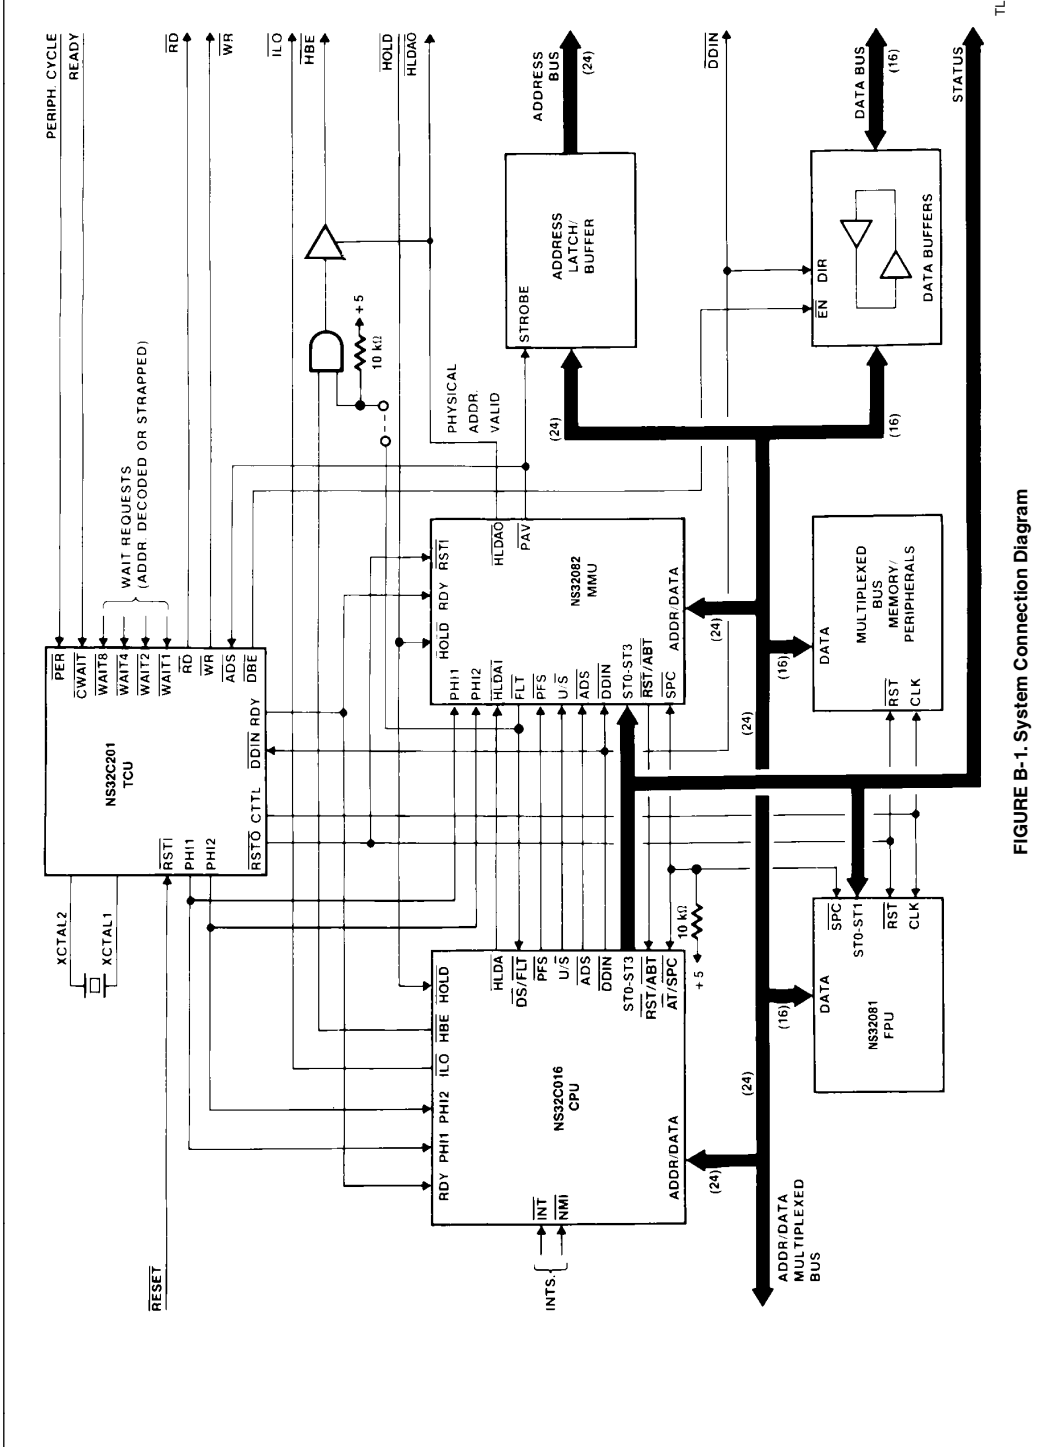 PERIPH. CYCLE
READY
RD
WR
ILO
HBE
HOLD
HLDAO
ADDRESS
BUS
(24)
DDIN
DATA BUS
(16)
STATUS
TL
WAIT REQUESTS
(ADDR. DECODED OR STRAPPED)
+5
10 kΩ
PHYSICAL
ADDR.
VALID
STROBE
ADDRESS
LATCH/
BUFFER
EN
DIR
DATA BUFFERS
(24)
(16)
PER
CWAIT
WAIT8
WAIT4
WAIT2
WAIT1
RD
WR
ADS
DBE
NS32C201
TCU
RSTI
PHI1
PHI2
RSTO
CTTL
DDIN
RDY
XCTAL2
XCTAL1
RESET
HOLD
RDY
RSTI
HLDAO
PAV
NS32082
MMU
PHI1
PHI2
HLDAI
FLT
PFS
U/S
ADS
DDIN
ST0-ST3
RST/ABT
SPC
ADDR/DATA
(24)
(16)
(24)
DATA
MULTIPLEXED
BUS
MEMORY/
PERIPHERALS
RST
CLK
RDY
PHI1
PHI2
ILO
HBE
HOLD
NS32C016
CPU
HLDA
DS/FLT
PFS
U/S
ADS
DDIN
ST0-ST3
RST/ABT
AT/SPC
INT
NMI
INTS.
ADDR/DATA
(24)
10 kΩ
+5
SPC
ST0-ST1
RST
CLK
DATA
NS32081
FPU
(16)
(24)
ADDR/DATA
MULTIPLEXED
BUS
FIGURE B-1. System Connection Diagram